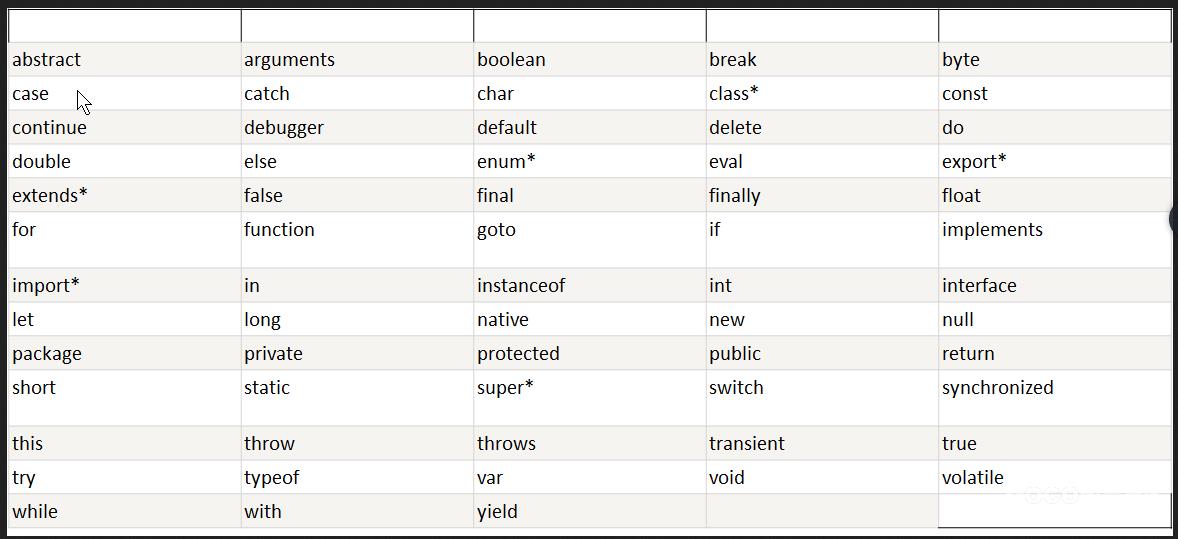 abstract arguments boolean break byte
case catch char class* const
continue debugger default delete do
double else enum* eval export*
extends* false final finally float
for function goto if implements
import* in instanceof int interface
let long native new null
package private protected public return
short static super* switch synchronized
this throw throws transient true
try typeof var void volatile
while with yield